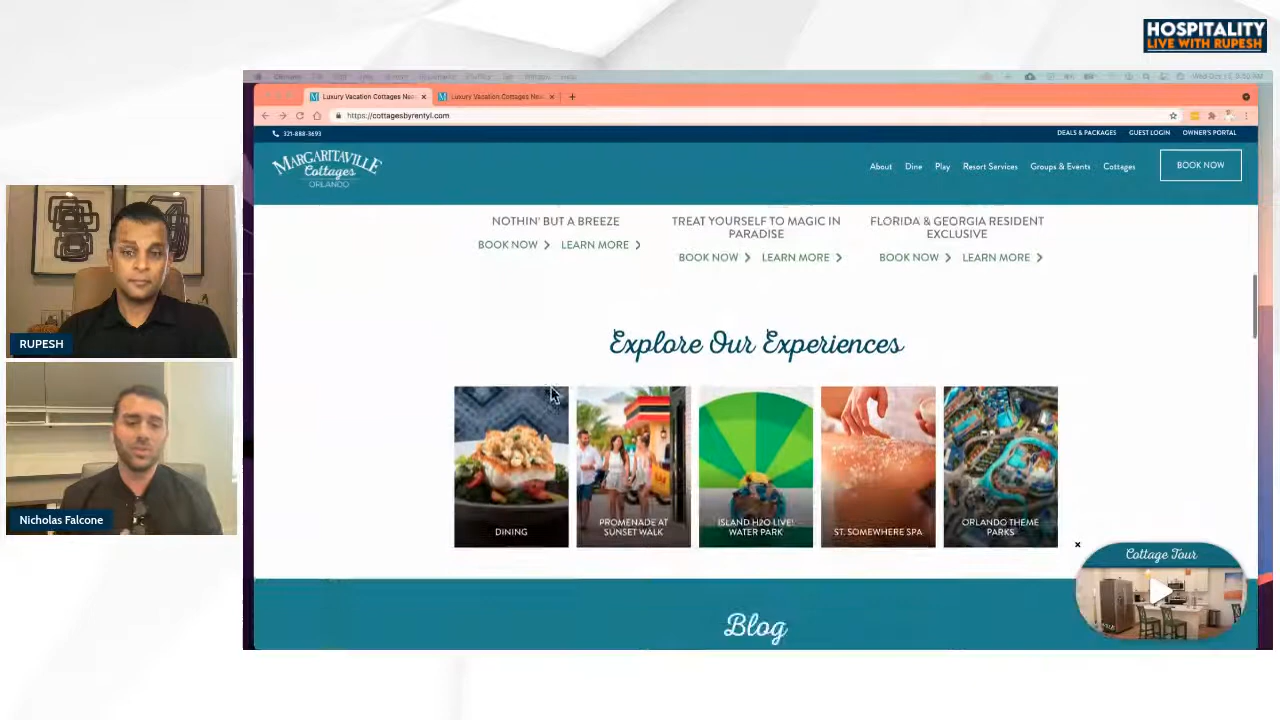 HOSPITALITY
LIVE WITH RUPESH
Luxury Vacation Cottages Nea
Luxury Vacation Cottages Nea
https://cottagesbyrentyl.com
321-888-3693
DEALS & PACKAGES
GUEST LOGIN
OWNER'S PORTAL
MARGARITAVILLE
Cottages
ORLANDO
About
Dine
Play
Resort Services
Groups & Events
Cottages
BOOK NOW
NOTHIN' BUT A BREEZE
BOOK NOW
LEARN MORE
TREAT YOURSELF TO MAGIC IN
PARADISE
BOOK NOW
LEARN MORE
FLORIDA & GEORGIA RESIDENT
EXCLUSIVE
BOOK NOW
LEARN MORE
Explore Our Experiences
DINING
PROMENADE AT
SUNSET WALK
ISLAND H2O LIVE!
WATER PARK
ST. SOMEWHERE SPA
ORLANDO THEME
PARKS
Cottage Tour
Blog
RUPESH
Nicholas Falcone